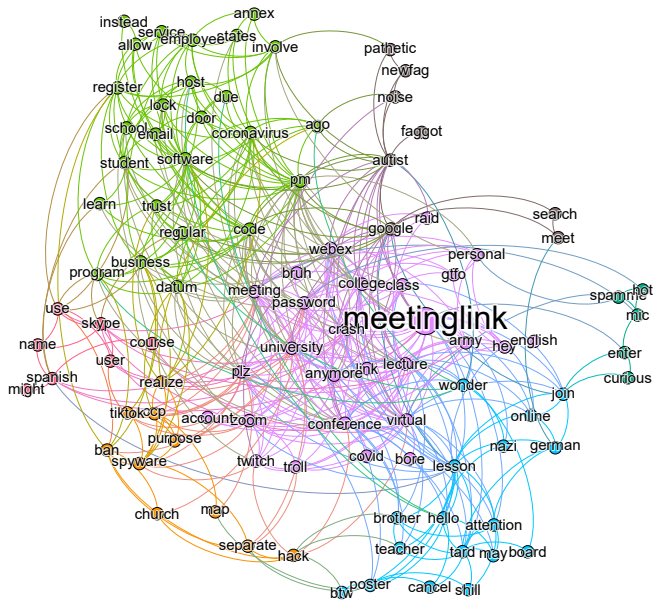 annex
instead
service
states
employee
allow
involve
pathetic
newfag
host
register
due
noise
lock
door
school
email
coronavirus
ago
faggot
student
software
autist
pm
learn
trust
search
raid
regular
code
google
meet
webex
personal
business
program
bruh
gtfo
datum
meeting
college
class
hot
spamme
password
use
mic
skype
crash
meetinglink
name
course
university
army
hey
english
user
enter
link
lecture
spanish
plz
anymore
curious
might
realize
wonder
join
tiktok
ccp
account
zoom
conference
virtual
online
purpose
nazi
german
ban
spyware
twitch
troll
covid
bore
lesson
church
map
brother
hello
attention
separate
hack
teacher
tard
may
board
btw
poster
cancel
shill